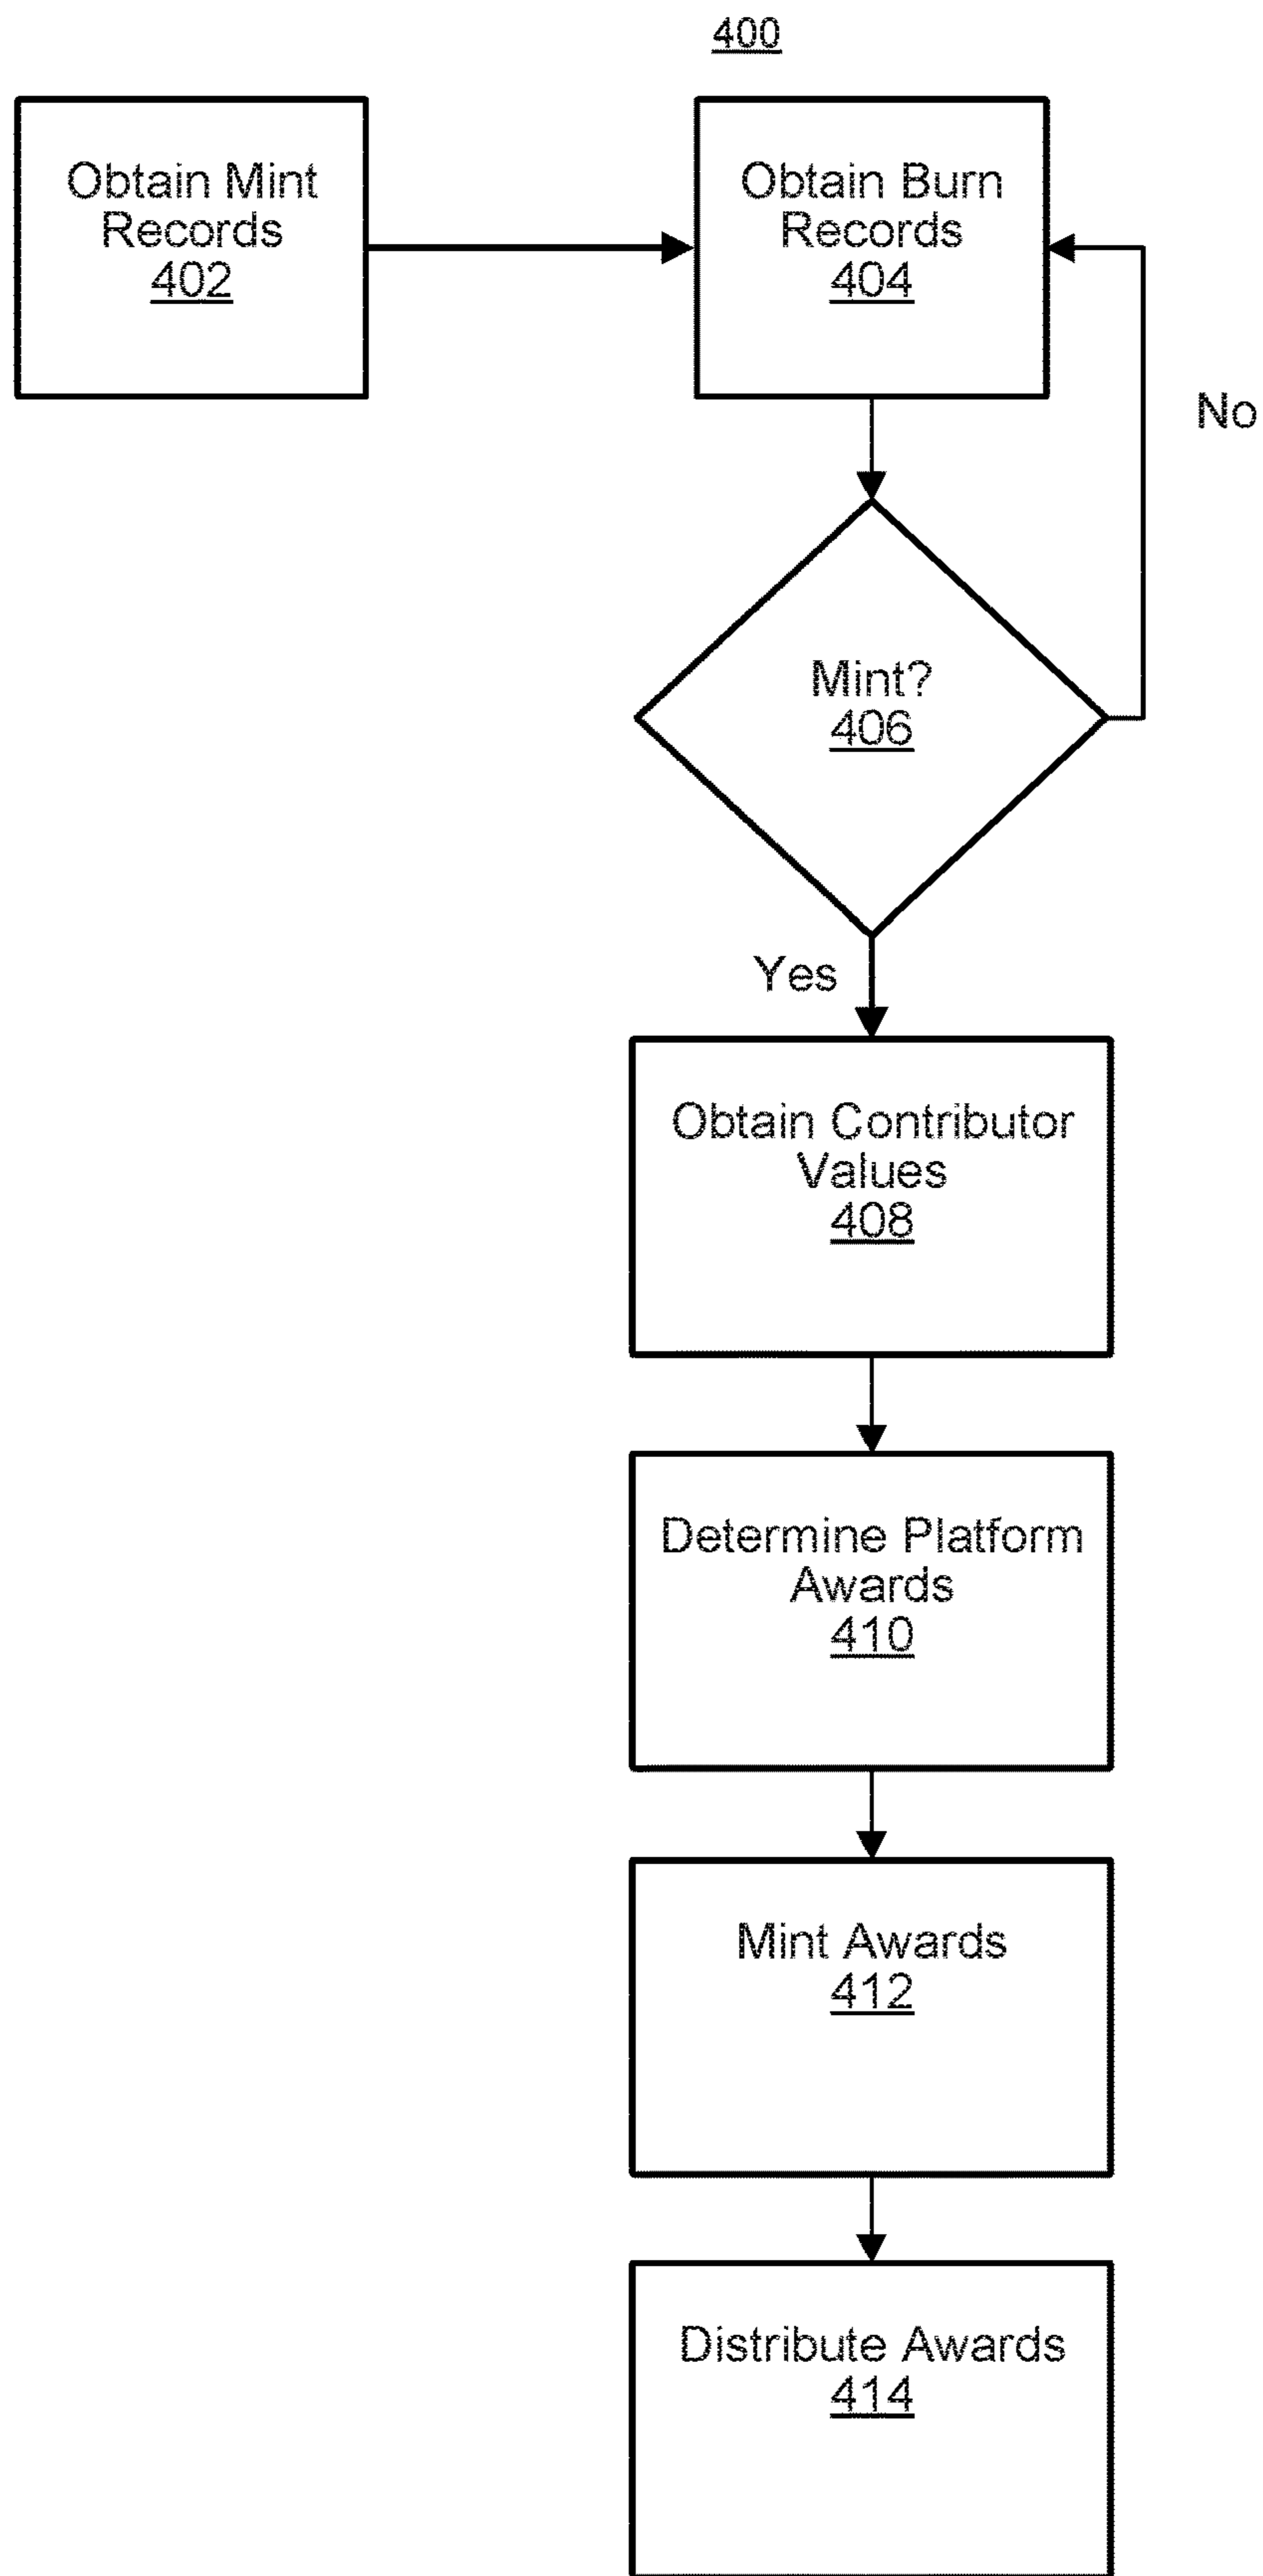 400
Obtain Mint
Records
402
Obtain Burn
Records
404
No
Mint?
406
Yes
Obtain Contributor
Values
408
Determine Platform
Awards
410
Mint Awards
412
Distribute Awards
414